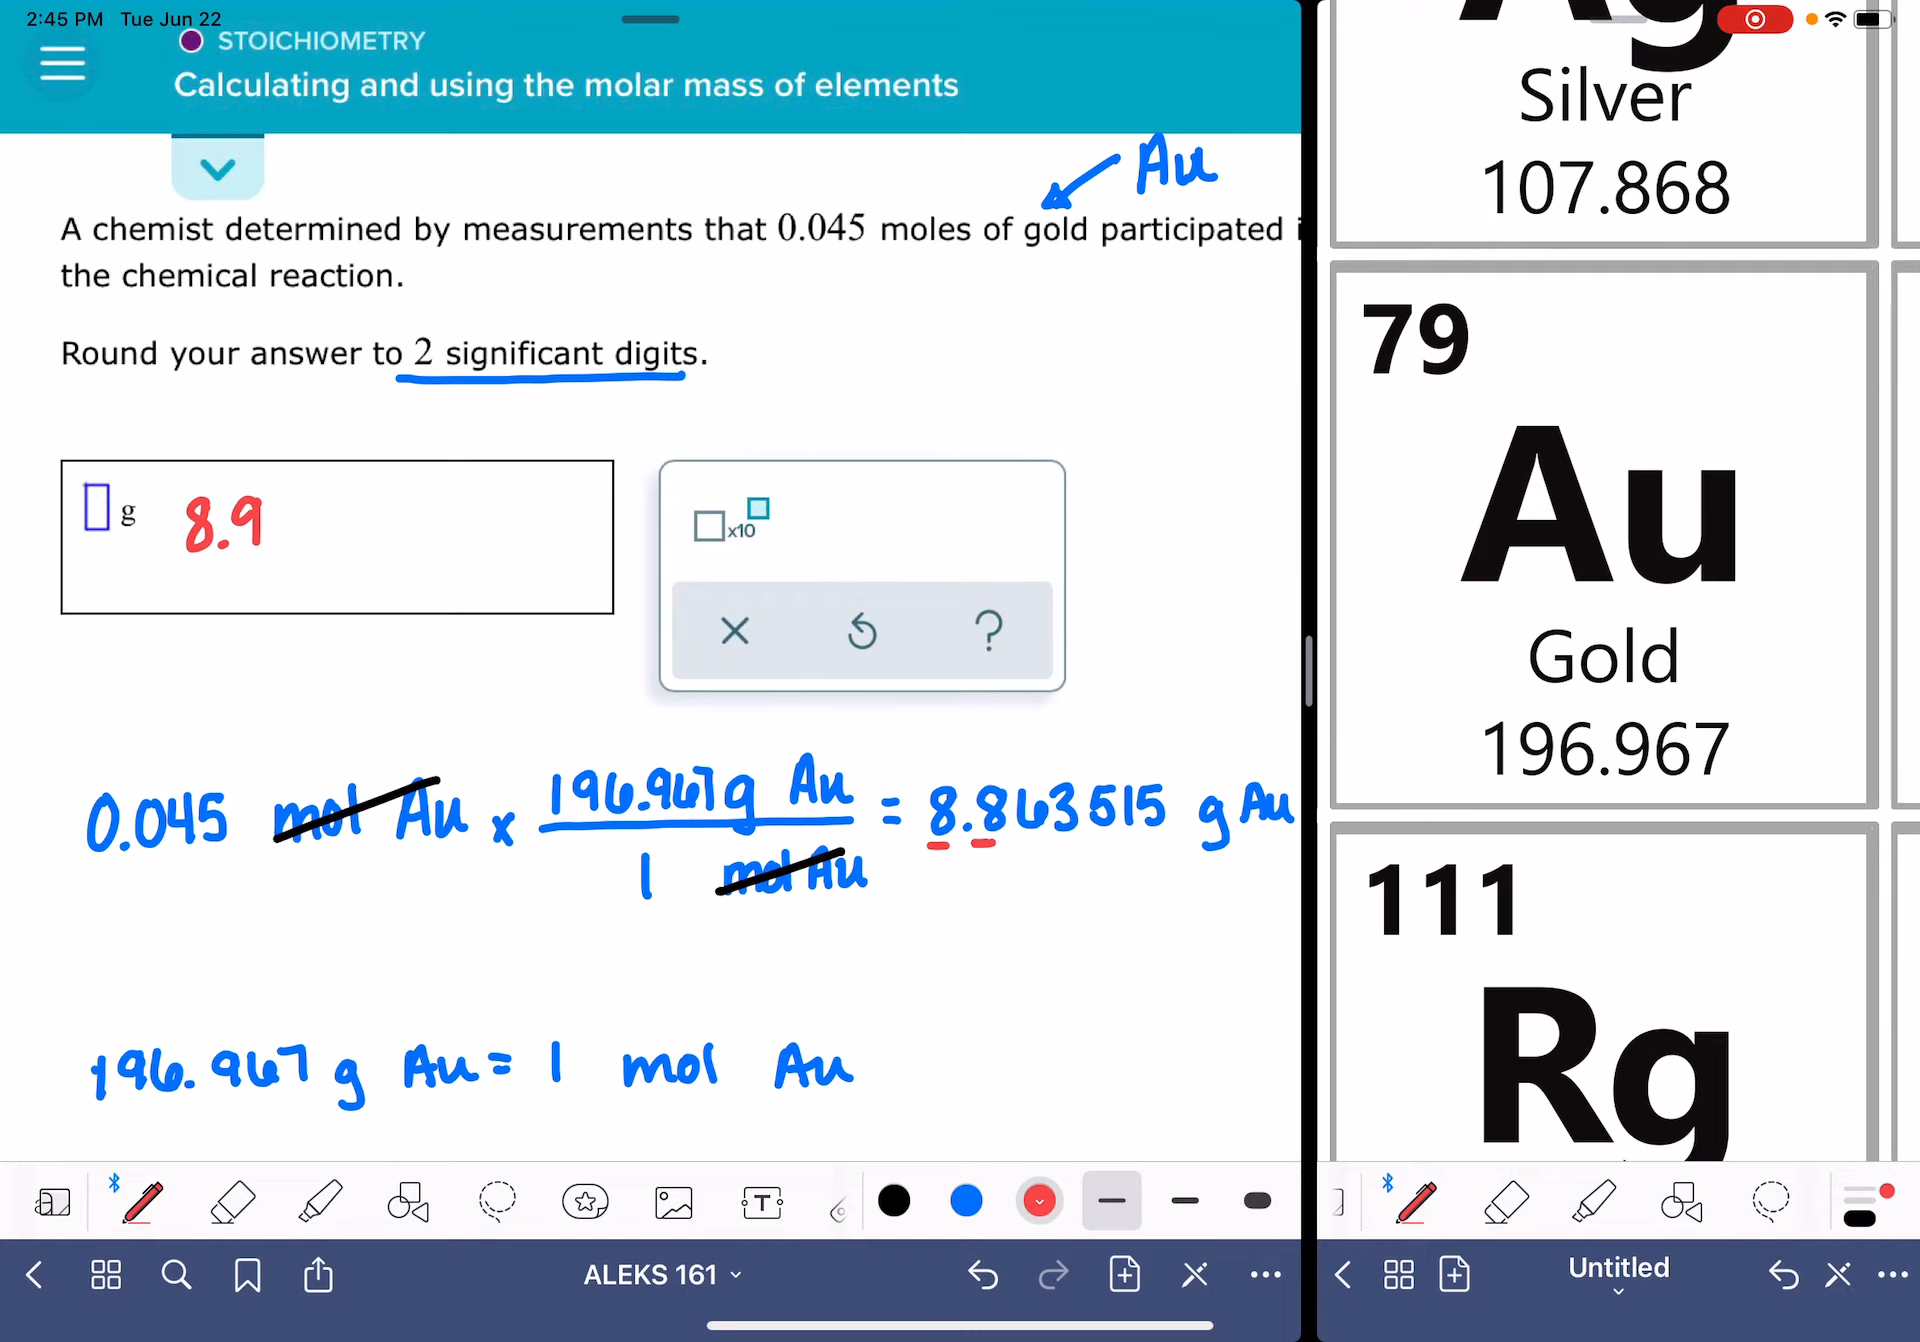 2:45 PM Tue Jun 22
STOICHIOMETRY
Calculating and using the molar mass of elements
Au
A chemist determined by measurements that 0.045 moles of gold participated i
the chemical reaction.
Round your answer to 2 significant digits.
g 8.9
x10
?
0.045 mol Au x 196.967 g Au = 8.863515 g Au
1 mol Au
196.967 g Au = 1 mol Au
ALEKS 161
Ag
Silver
107.868
79
Au
Gold
196.967
111
Rg
Untitled